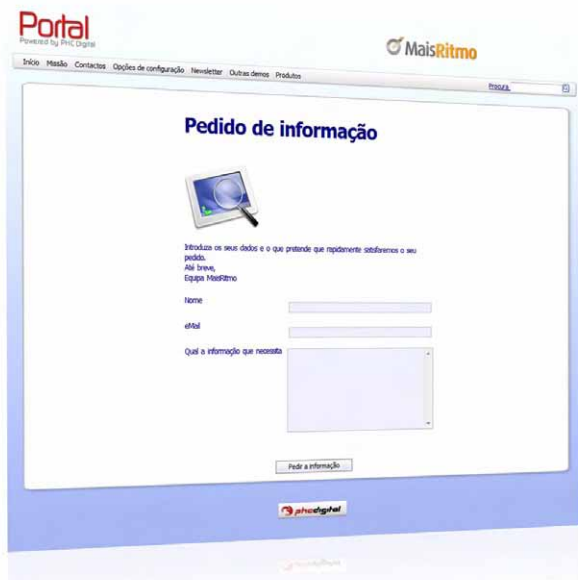 Portal
Powered by PHC Digital
MaisRitmo
Início Missão Contactos Opções de configuração Newsletter Outras demos Produtos
Procura
Pedido de informação
Introduza os seus dados e o que pretende que rapidamente satisfaremos o seu
pedido.
Até breve,
Equipa MaisRitmo
Nome
eMail
Qual a informação que necessita
Pedir a informação
phcdigital